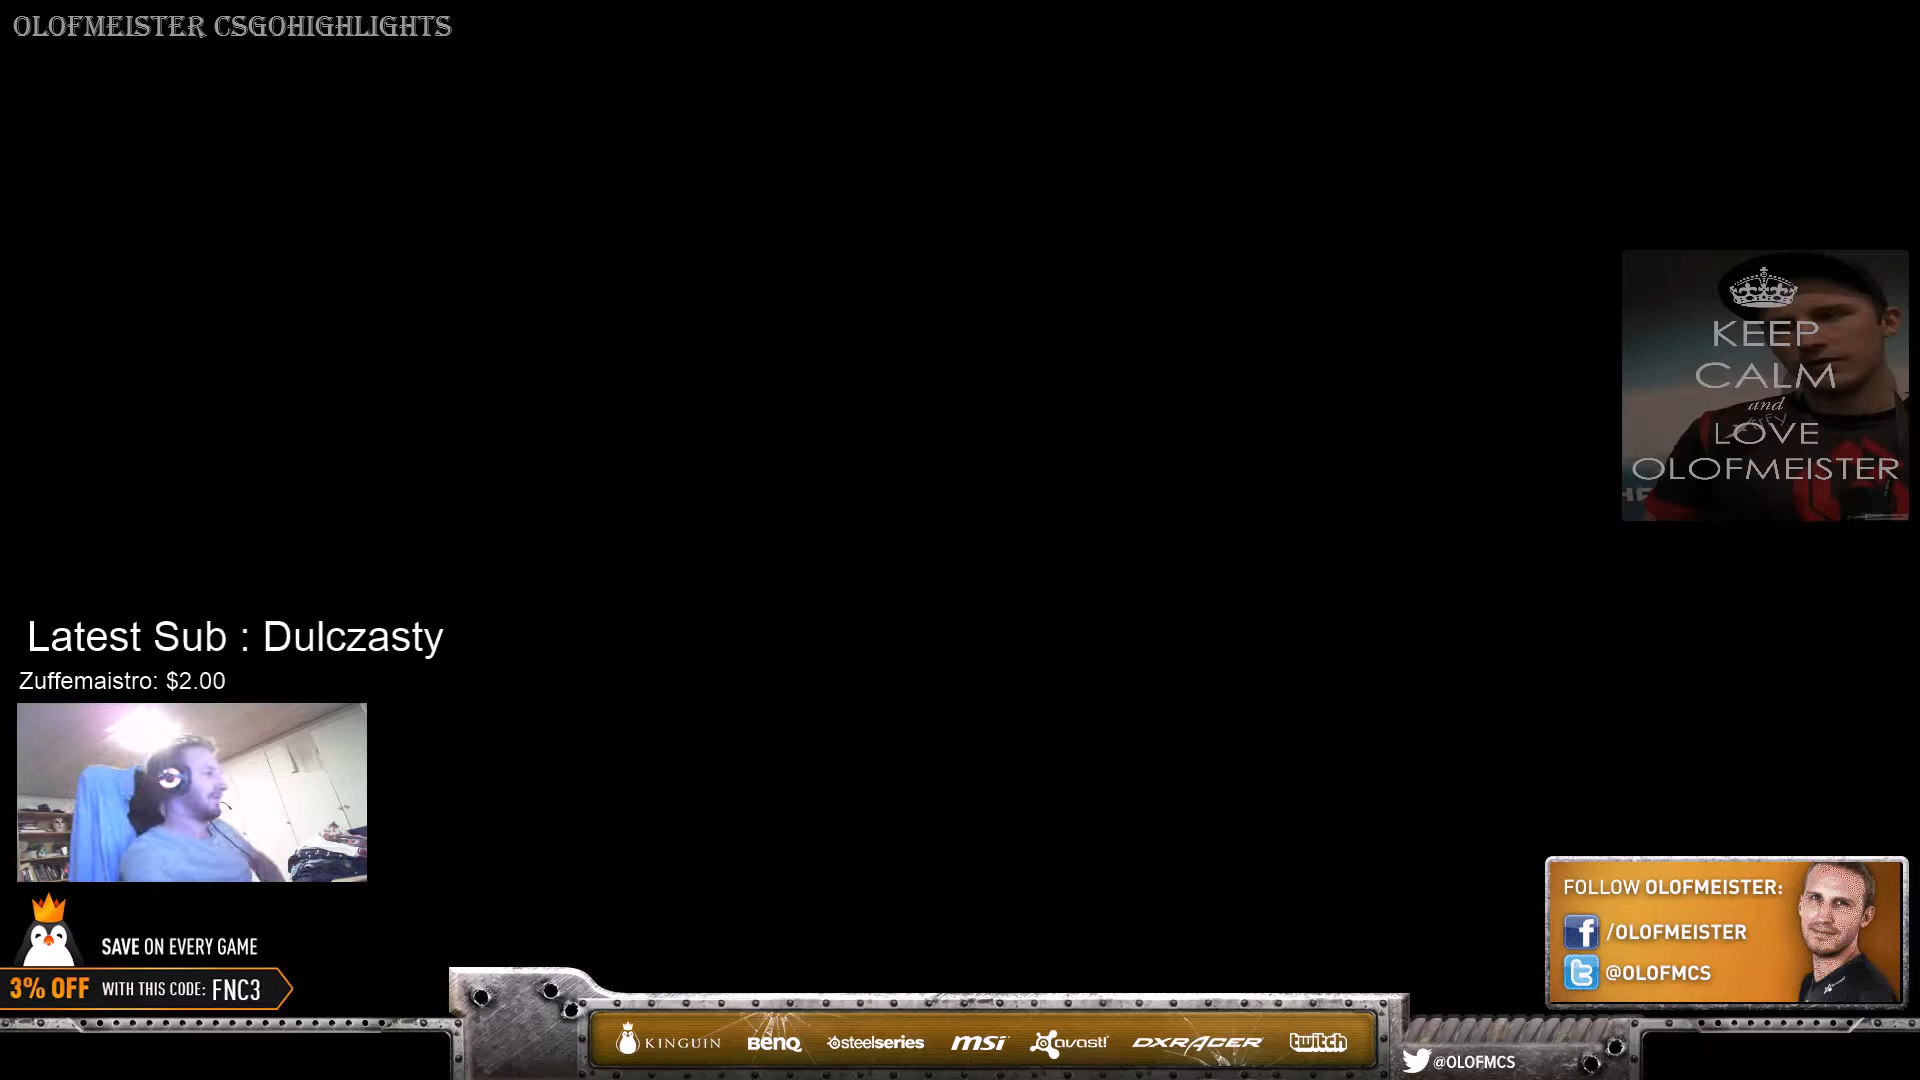 OLOFMEISTER CSGOHIGHLIGHTS
KEEP
CALM
and
LOVE
OLOFMEISTER
Latest Sub : Dulczasty
Zuffemaistro: $2.00
SAVE ON EVERY GAME
3% OFF WITH THIS CODE: FNC3
FOLLOW OLOFMEISTER:
/OLOFMEISTER
@OLOFMCS
KINGUIN BenQ steelseries msi avast! DXRACER twitch
@OLOFMCS